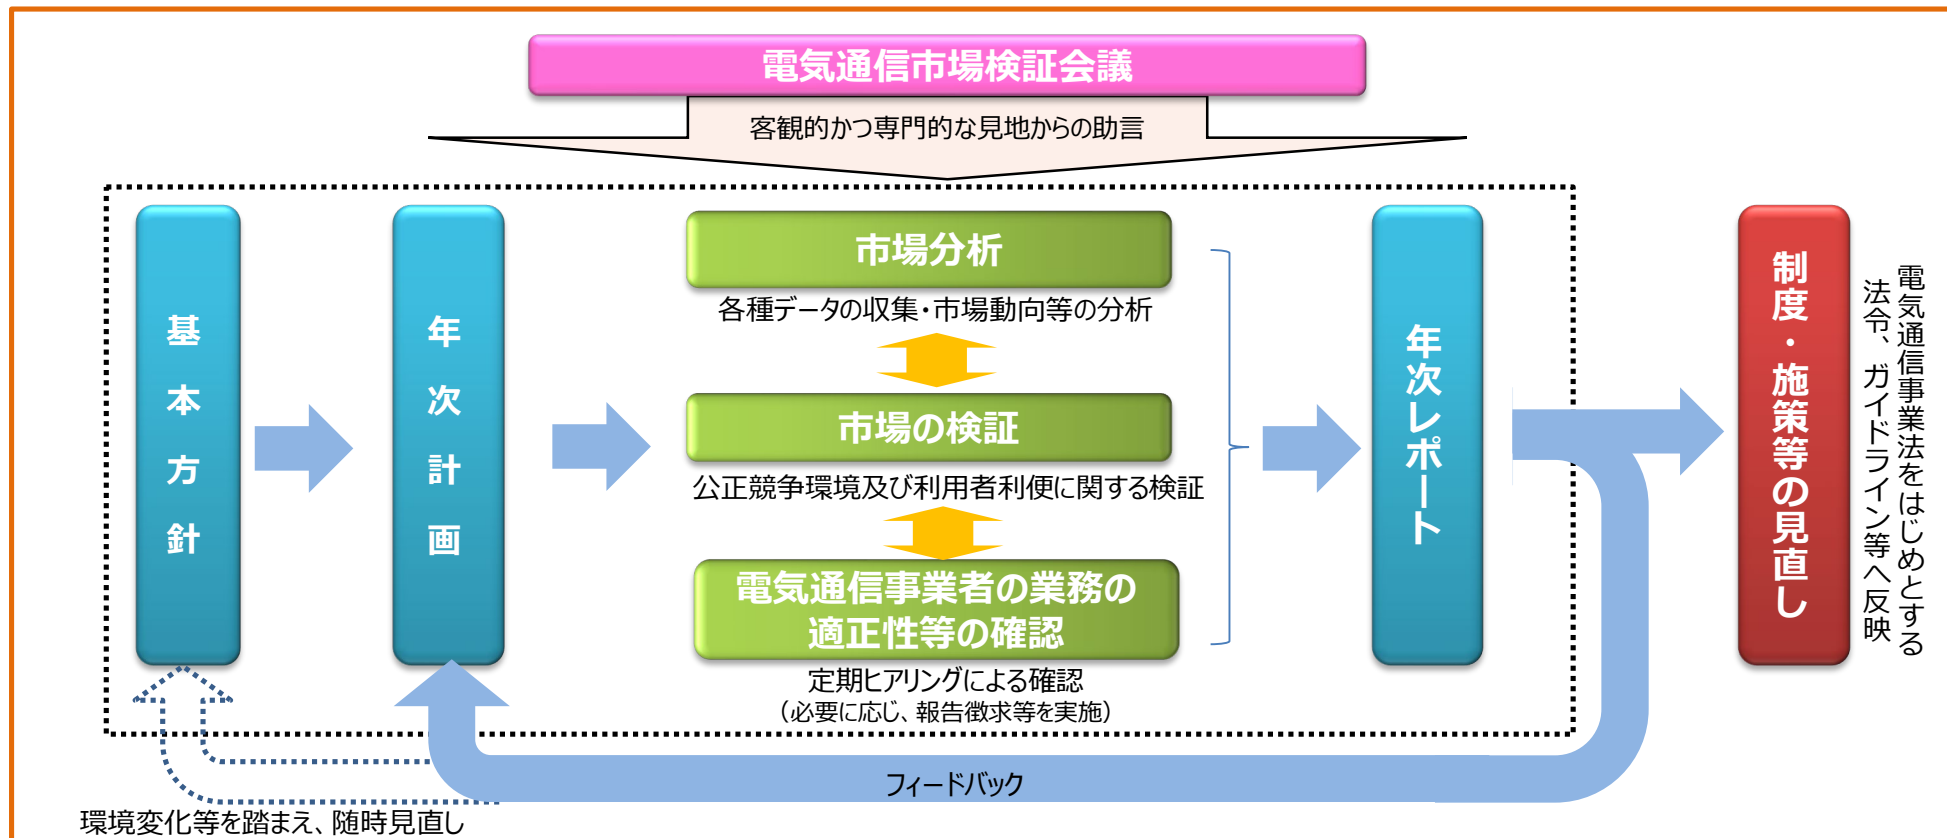 電気通信市場検証会議
客観的かつ専門的な見地からの助言
基本方針
年次計画
市場分析
各種データの収集・市場動向等の分析
市場の検証
公正競争環境及び利用者利便に関する検証
電気通信事業者の業務の
適正性等の確認
定期ヒアリングによる確認
（必要に応じ、報告徴求等を実施）
年次レポート
制度・施策等の見直し
電気通信事業法をはじめとする
法令、ガイドライン等へ反映
フィードバック
環境変化等を踏まえ、随時見直し